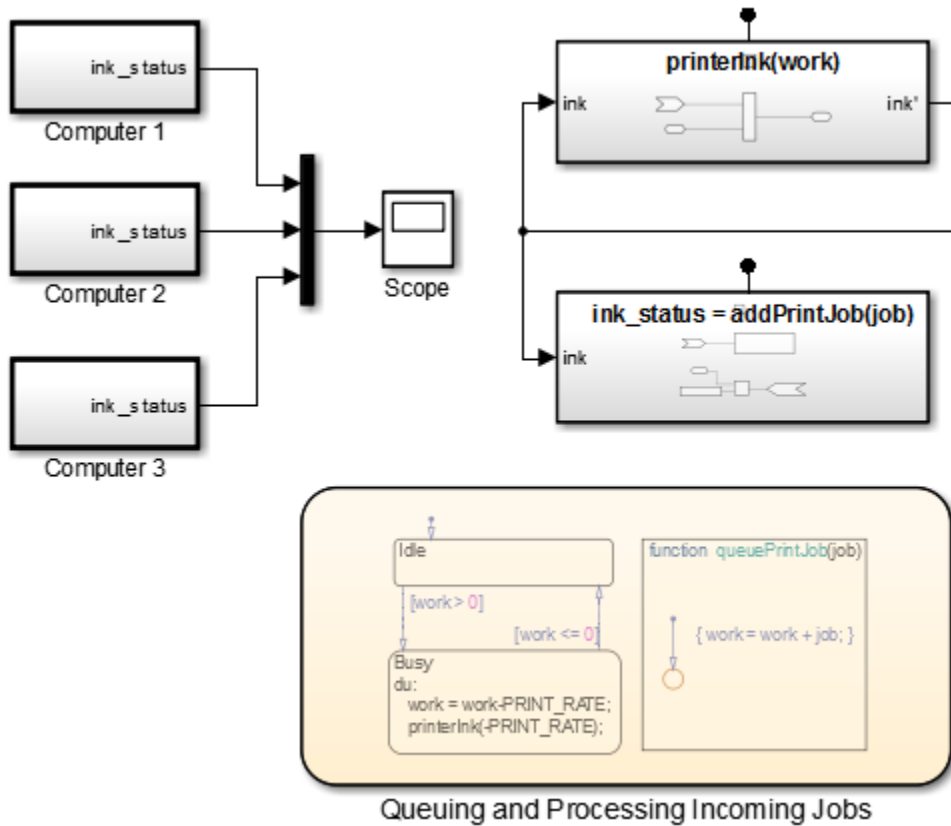 ink_status
Computer 1
ink_status
Computer 2
ink_status
Computer 3
Scope
printerInk(work)
ink
ink'
ink_status = addPrintJob(job)
ink
Idle
[work > 0]
[work <= 0]
Busy
du:
work = work-PRINT_RATE;
printerInk(-PRINT_RATE);
function queuePrintJob(job)
{ work = work + job; }
Queuing and Processing Incoming Jobs